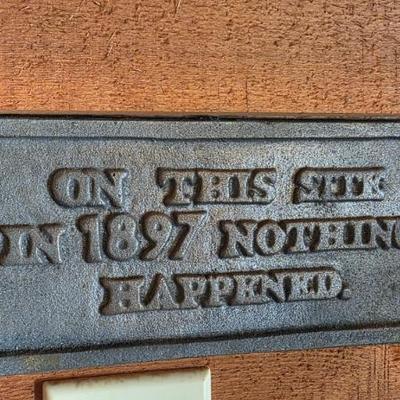 ON THIS SITE
IN 1897 NOTHING
HAPPENED.